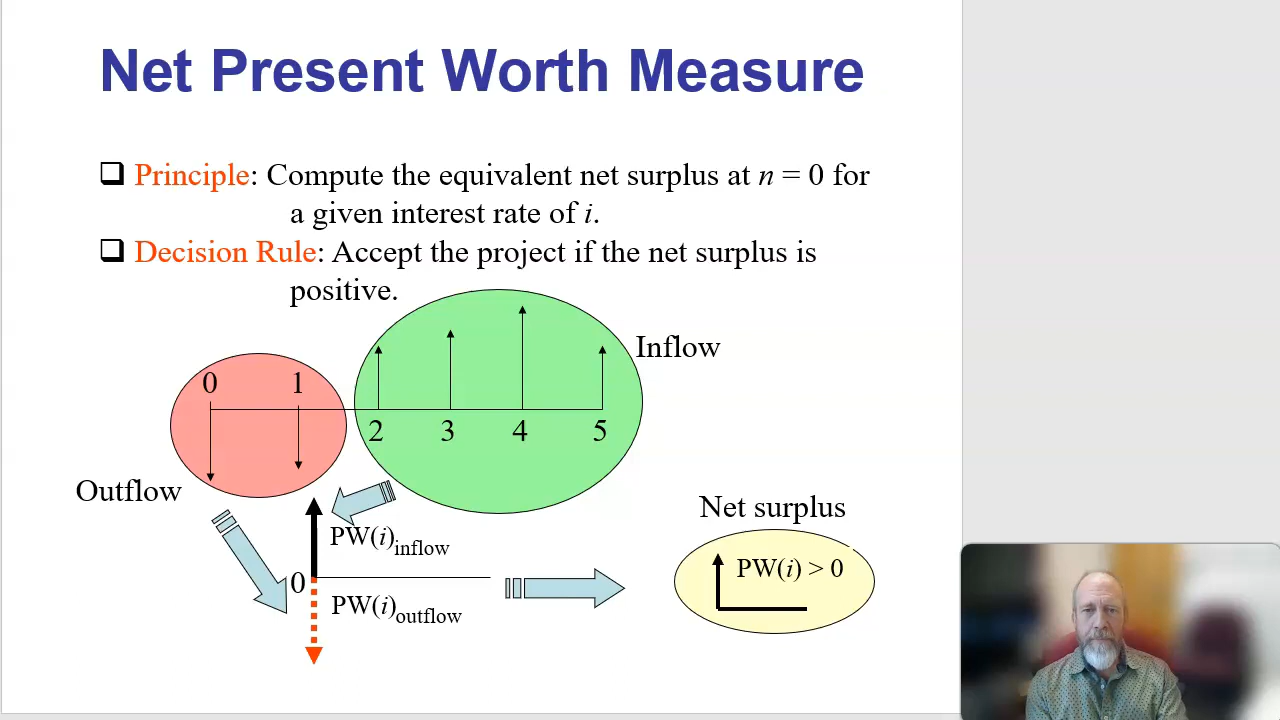 Net Present Worth Measure
❑ Principle: Compute the equivalent net surplus at n = 0 for
a given interest rate of i.
❑ Decision Rule: Accept the project if the net surplus is
positive.
Inflow
0 1
2 3 4 5
Outflow
Net surplus
PW(i)inflow
PW(i) > 0
0
PW(i)outflow